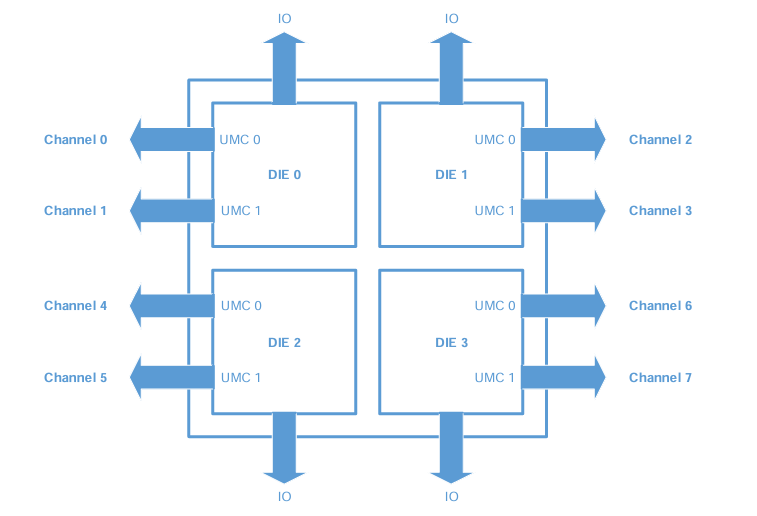 IO IO
Channel 0 UMC 0 UMC 0 Channel 2
DIE 0 DIE 1
Channel 1 UMC 1 UMC 1 Channel 3
Channel 4 UMC 0 UMC 0 Channel 6
DIE 2 DIE 3
Channel 5 UMC 1 UMC 1 Channel 7
IO IO